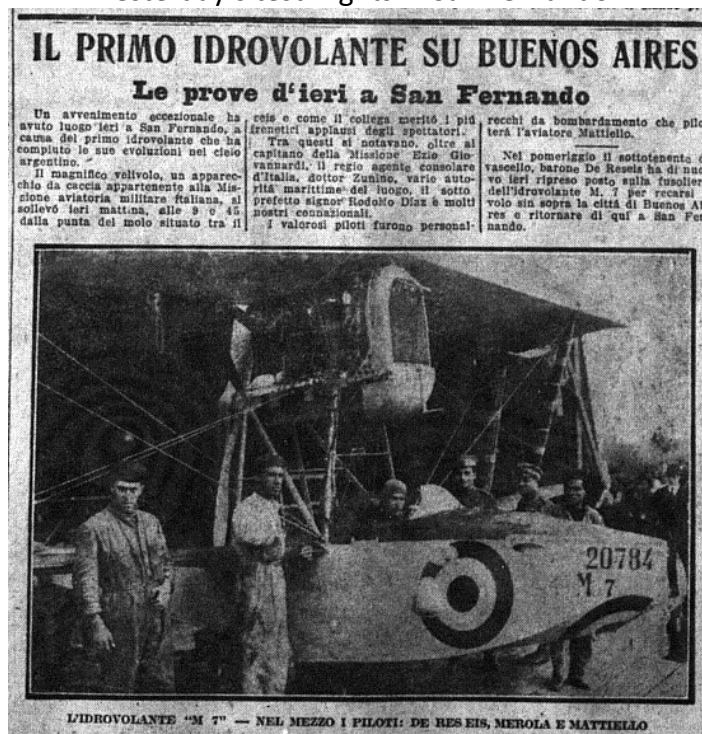 IL PRIMO IDROVOLANTE SU BUENOS AIRES
Le prove d'ieri a San Fernando
Un avvenimento eccezionale ha
avuto luogo ieri a San Fernando, a
causa del primo idrovolante che ha
compiuto le sue evoluzioni nel cielo
argentino.
Il magnifico velivolo, un apparec-
chio da caccia appartenente alla Mis-
sione aviatoria militare italiana, si
sollevò ieri mattina, alle 9 e 45
dalla punta del molo situato tra il
ceis e come il collega meritò i più
frenetici applausi degli spettatori.
Tra questi si notavano, oltre al
capitano della Missione Ezio Gio-
vannardi, il regio agente consolare
d'Italia, dottor Zunino, varie auto-
rità marittime del luogo, il sotto
prefetto signor Rodolfo Diaz e molti
nostri connazionali.
I valorosi piloti furono personal-
recchi da bombardamento che pilo
terà l'aviatore Mattiello.
Nel pomeriggio il sottotenente d
vascello, barone De Reseis ha di nuo
vo ieri ripreso posto sulla fusolier
dell'idrovolante M. 7 per recarsi
volo sin sopra la città di Buenos Ai
res e ritornare di qui a San Fer
nando.
20784
M 7
L'IDROVOLANTE "M 7" — NEL MEZZO I PILOTI: DE RES EIS, MEROLA E MATTIELLO